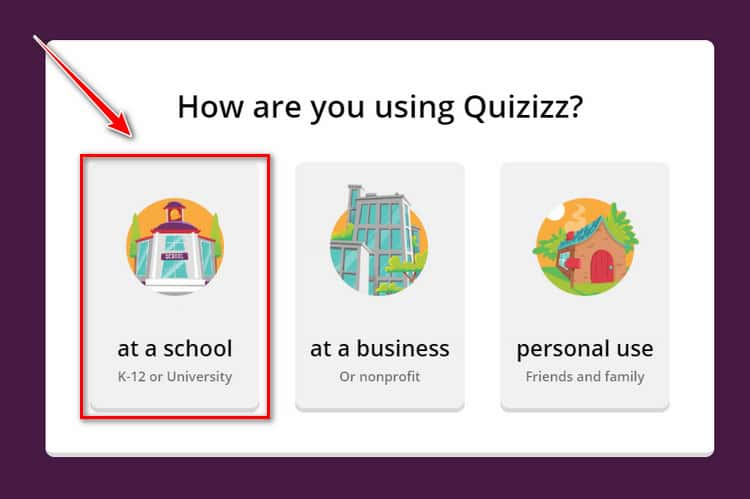 How are you using Quizizz?
SCHOOL
at a school
K-12 or University
at a business
Or nonprofit
personal use
Friends and family